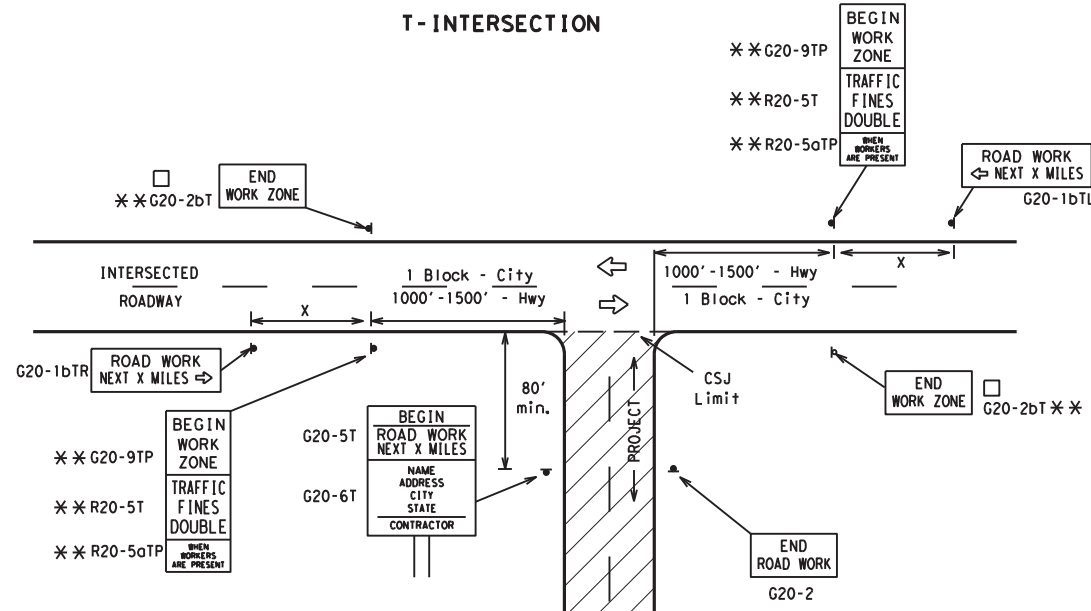 T-INTERSECTION
BEGIN
WORK
ZONE
**G20-9TP
TRAFFIC
FINES
DOUBLE
**R20-5T
WHEN
WORKERS
ARE PRESENT
**R20-5aTP
ROAD WORK
⇦ NEXT X MILES
G20-1bTL
□
**G20-2bT
END
WORK ZONE
INTERSECTED
ROADWAY
1 Block - City
1000'-1500' - Hwy
X
1000'-1500' - Hwy
1 Block - City
X
G20-1bTR
ROAD WORK
NEXT X MILES ⇨
80'
min.
CSJ
Limit
PROJECT
END
WORK ZONE
□
G20-2bT **
BEGIN
WORK
ZONE
**G20-9TP
TRAFFIC
FINES
DOUBLE
**R20-5T
WHEN
WORKERS
ARE PRESENT
**R20-5aTP
G20-5T
BEGIN
ROAD WORK
NEXT X MILES
G20-6T
NAME
ADDRESS
CITY
STATE
CONTRACTOR
END
ROAD WORK
G20-2